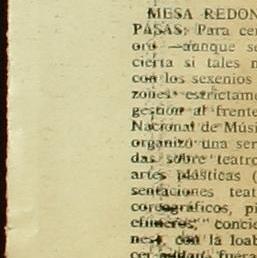 MESA REDON
PASAS: Para cer
oro —aunque se
cierta si tales n
con los sexenios
zones estrictame
gestión al frente
Nacional de Músi
organizó una ser
das sobre teatro
artes plásticas (
sentaciones teat
coreográficos, pi
efímeros," concie
nes, con la loab
fuera